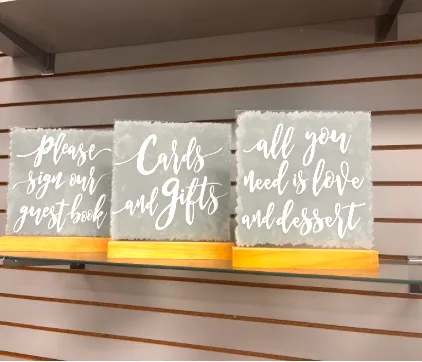 Please
sign our
guest book
Cards
and Gifts
all you
need is love
and dessert